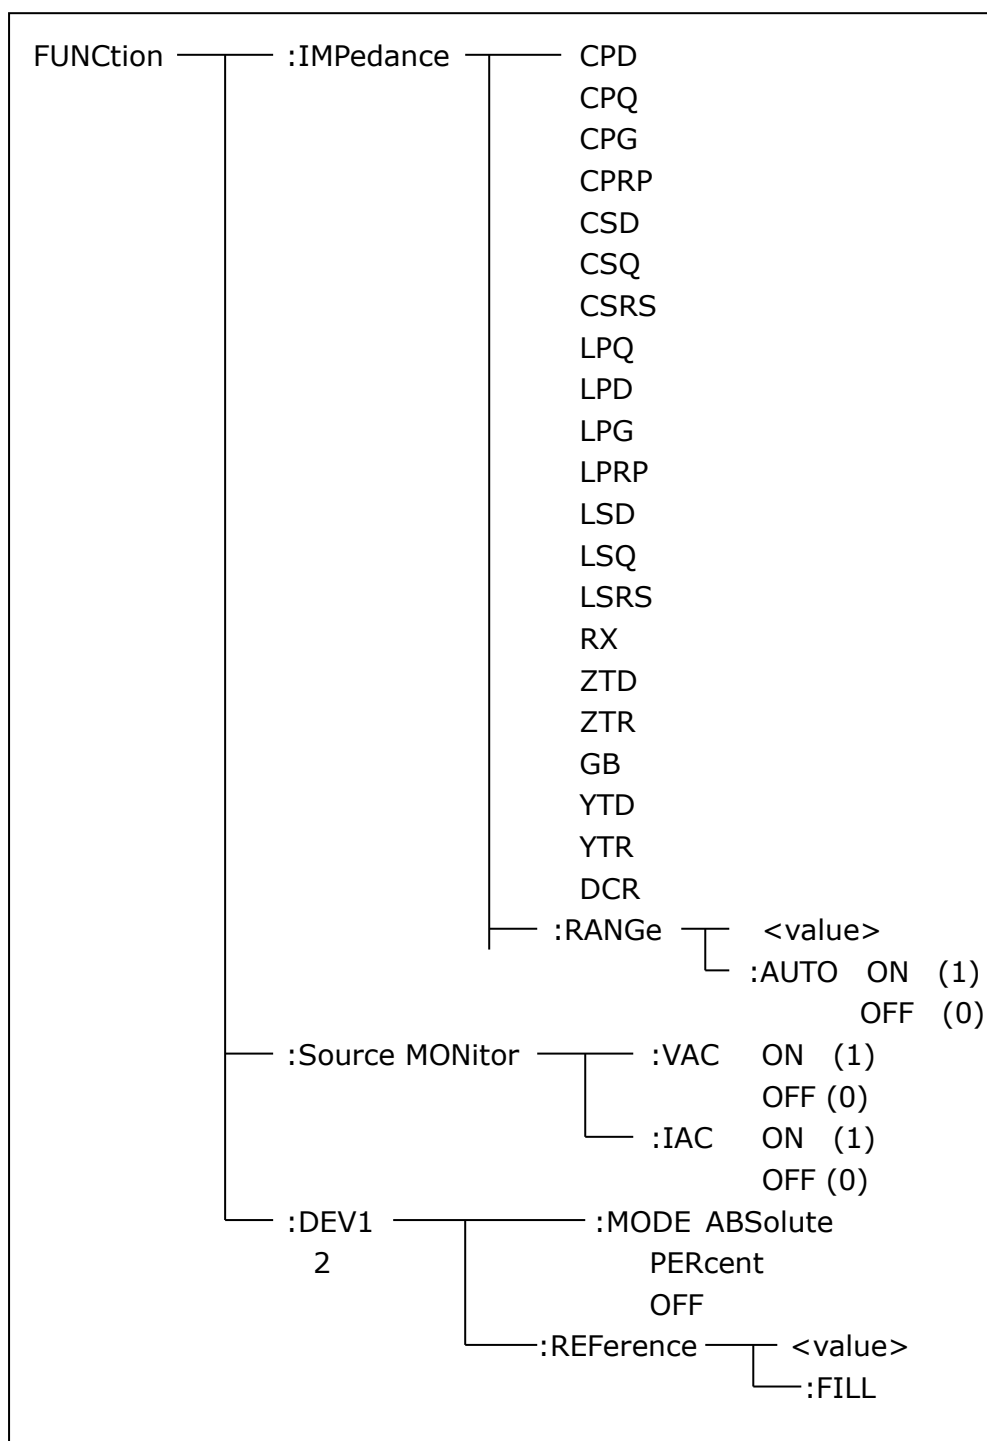 FUNCtion :IMPedance CPD
CPQ
CPG
CPRP
CSD
CSQ
CSRS
LPQ
LPD
LPG
LPRP
LSD
LSQ
LSRS
RX
ZTD
ZTR
GB
YTD
YTR
DCR
:RANGe <value>
:AUTO ON (1)
OFF (0)
:Source MONitor :VAC ON (1)
OFF (0)
:IAC ON (1)
OFF (0)
:DEV1 :MODE ABSolute
2 PERcent
OFF
:REFerence <value>
:FILL